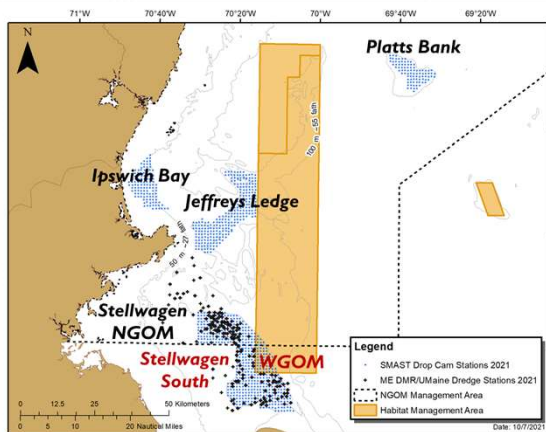 71°0'W
70°40'W
70°20'W
70°0'W
69°40'W
69°20'W
N
Platts Bank
100 m -55 fath
Ipswich Bay
Jeffreys Ledge
50 m -27 fath
Stellwagen
NGOM
Stellwagen
South
WGOM
0 12.5 25 50 Kilometers
0 10 20 Nautical Miles
Legend
SMAST Drop Cam Stations 2021
ME DMR/UMaine Dredge Stations 2021
NGOM Management Area
Habitat Management Area
Date: 10/7/2021